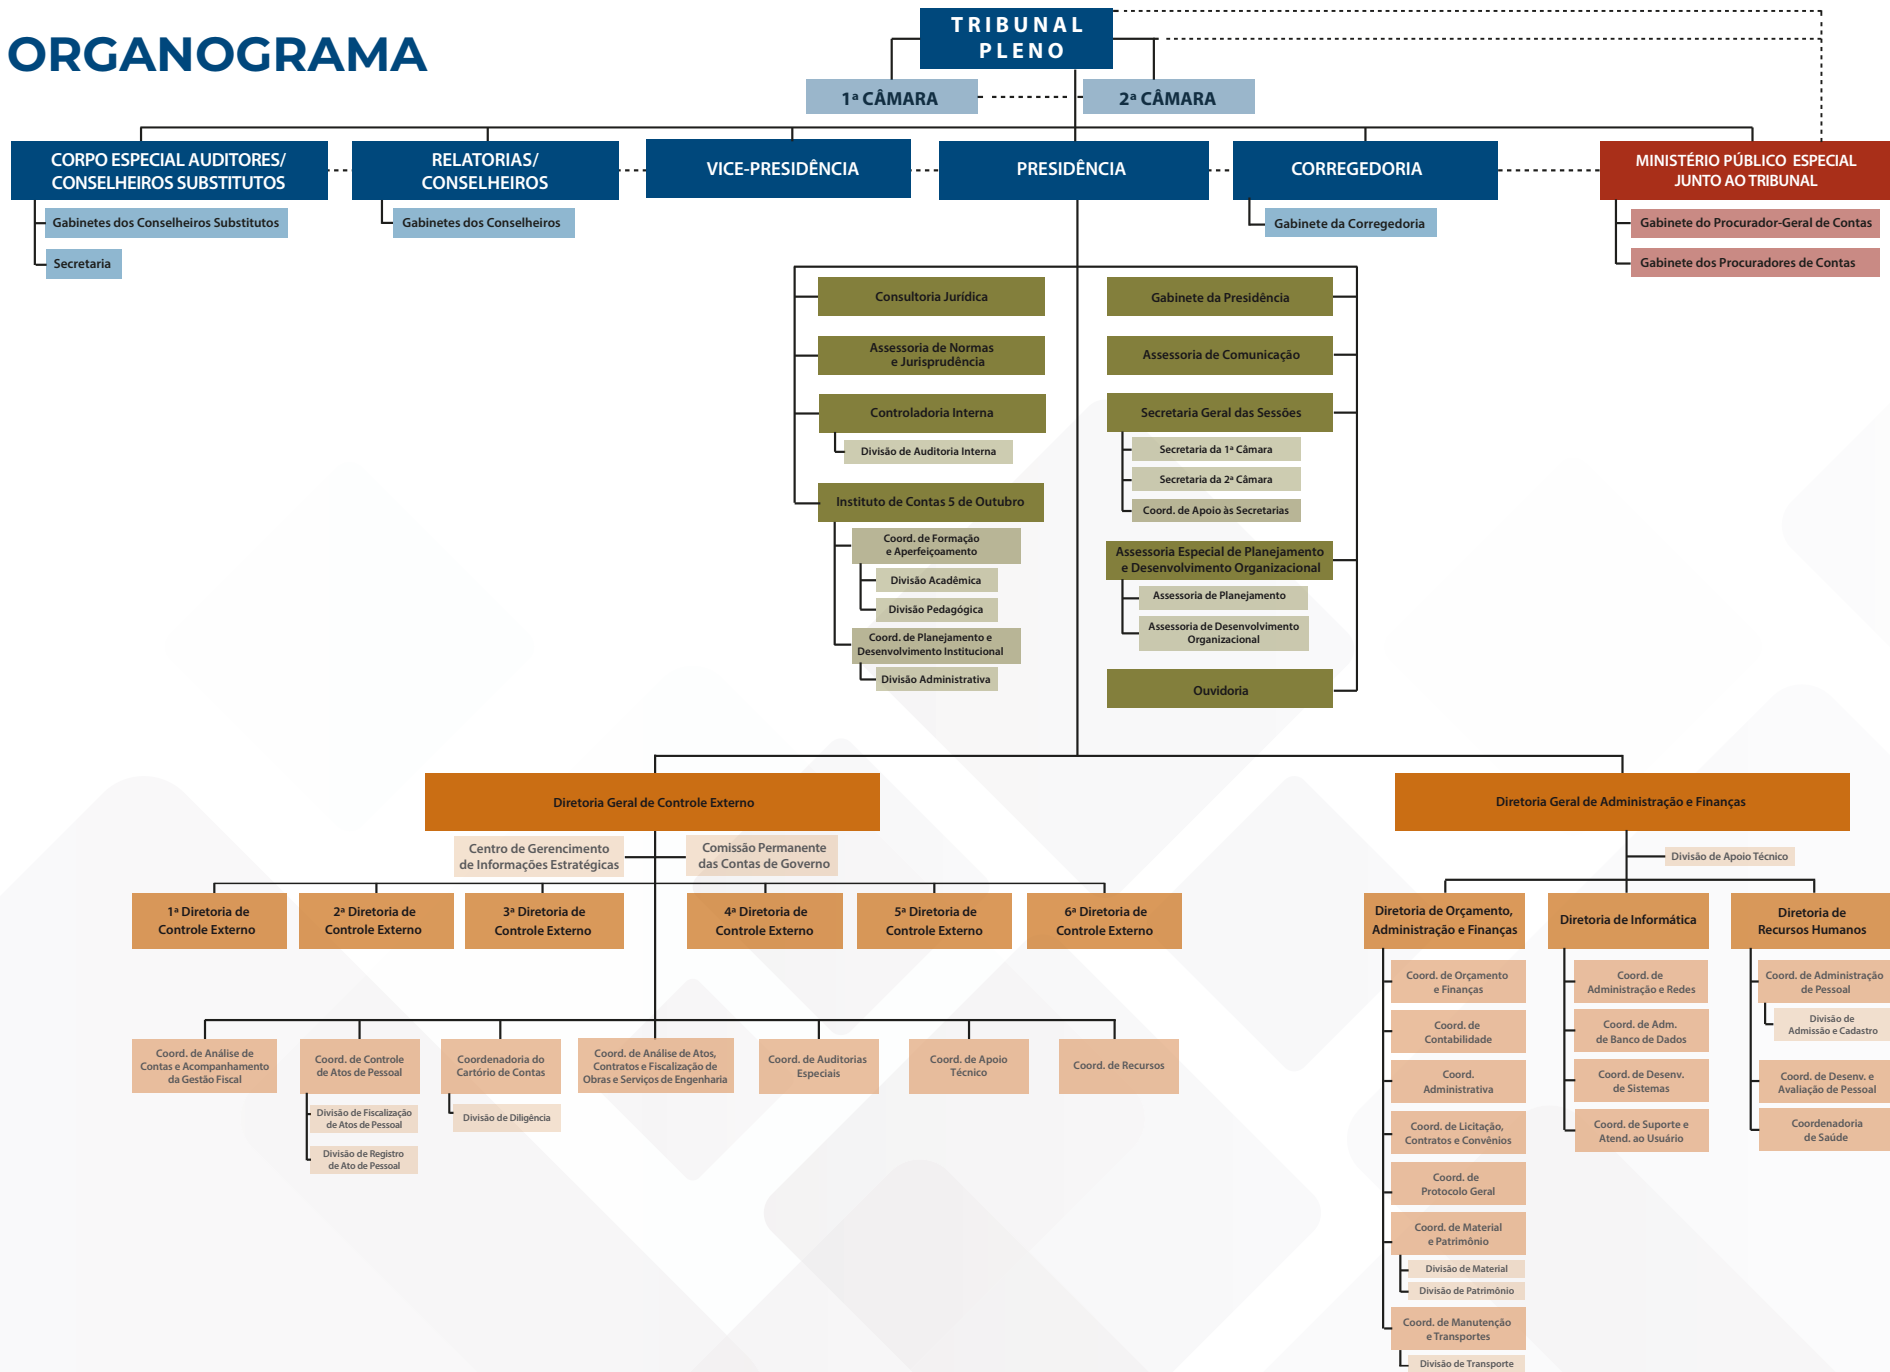 ORGANOGRAMA
TRIBUNAL
PLENO
1ª CÂMARA
2ª CÂMARA
CORPO ESPECIAL AUDITORES/
CONSELHEIROS SUBSTITUTOS
RELATORIAS/
CONSELHEIROS
VICE-PRESIDÊNCIA
PRESIDÊNCIA
CORREGEDORIA
MINISTÉRIO PÚBLICO ESPECIAL
JUNTO AO TRIBUNAL
Gabinetes dos Conselheiros Substitutos
Secretaria
Gabinetes dos Conselheiros
Gabinete da Corregedoria
Gabinete do Procurador-Geral de Contas
Gabinete dos Procuradores de Contas
Consultoria Jurídica
Assessoria de Normas
e Jurisprudência
Controladoria Interna
Divisão de Auditoria Interna
Instituto de Contas 5 de Outubro
Coord. de Formação
e Aperfeiçoamento
Divisão Acadêmica
Divisão Pedagógica
Coord. de Planejamento e
Desenvolvimento Institucional
Divisão Administrativa
Gabinete da Presidência
Assessoria de Comunicação
Secretaria Geral das Sessões
Secretaria da 1ª Câmara
Secretaria da 2ª Câmara
Coord. de Apoio às Secretarias
Assessoria Especial de Planejamento
e Desenvolvimento Organizacional
Assessoria de Planejamento
Assessoria de Desenvolvimento
Organizacional
Ouvidoria
Diretoria Geral de Controle Externo
Centro de Gerencimento
de Informações Estratégicas
Comissão Permanente
das Contas de Governo
1ª Diretoria de
Controle Externo
2ª Diretoria de
Controle Externo
3ª Diretoria de
Controle Externo
4ª Diretoria de
Controle Externo
5ª Diretoria de
Controle Externo
6ª Diretoria de
Controle Externo
Coord. de Análise de
Contas e Acompanhamento
da Gestão Fiscal
Coord. de Controle
de Atos de Pessoal
Divisão de Fiscalização
de Atos de Pessoal
Divisão de Registro
de Ato de Pessoal
Coordenadoria do
Cartório de Contas
Divisão de Diligência
Coord. de Análise de Atos,
Contratos e Fiscalização de
Obras e Serviços de Engenharia
Coord. de Auditorias
Especiais
Coord. de Apoio
Técnico
Coord. de Recursos
Diretoria Geral de Administração e Finanças
Divisão de Apoio Técnico
Diretoria de Orçamento,
Administração e Finanças
Coord. de Orçamento
e Finanças
Coord. de
Contabilidade
Coord.
Administrativa
Coord. de Licitação,
Contratos e Convênios
Coord. de
Protocolo Geral
Coord. de Material
e Patrimônio
Divisão de Material
Divisão de Patrimônio
Coord. de Manutenção
e Transportes
Divisão de Transporte
Diretoria de Informática
Coord. de
Administração e Redes
Coord. de Adm.
de Banco de Dados
Coord. de Desenv.
de Sistemas
Coord. de Suporte e
Atend. ao Usuário
Diretoria de
Recursos Humanos
Coord. de Administração
de Pessoal
Divisão de
Admissão e Cadastro
Coord. de Desenv. e
Avaliação de Pessoal
Coordenadoria
de Saúde